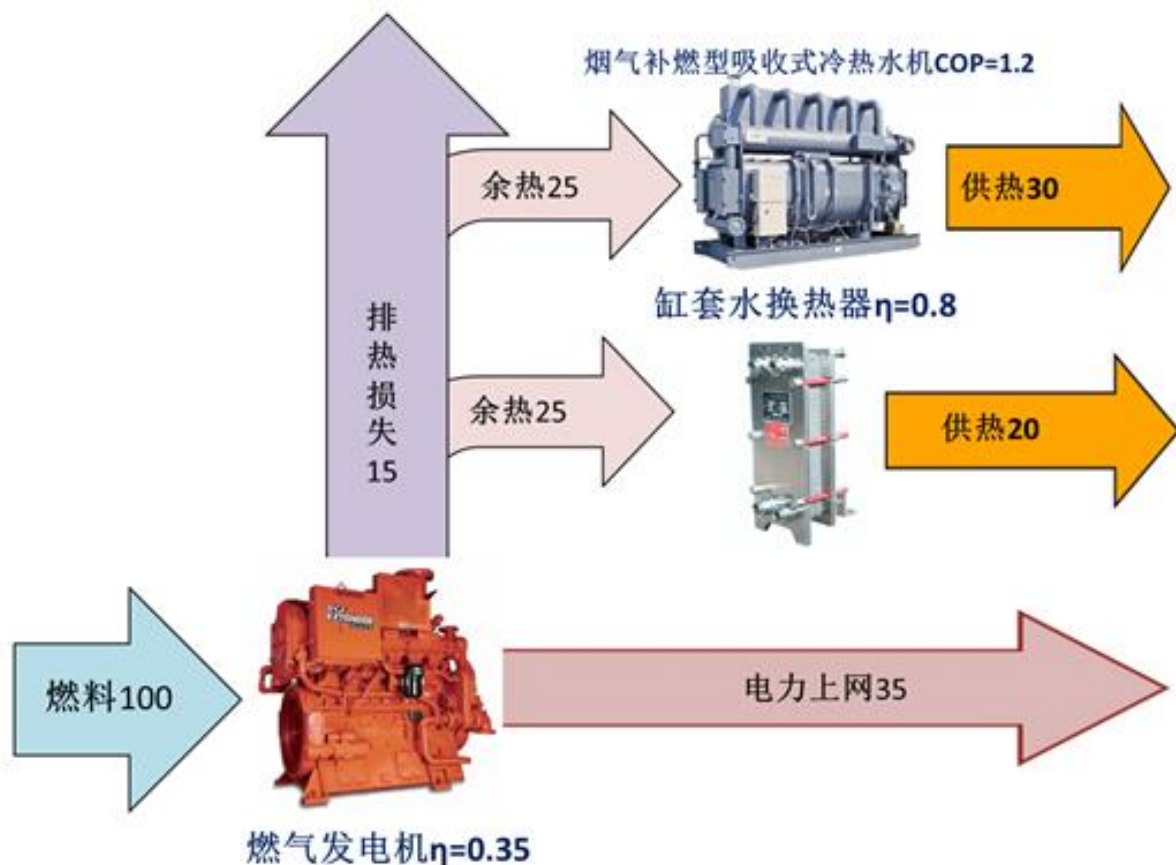 烟气补燃型吸收式冷热水机COP=1.2
余热25
供热30
缸套水换热器η=0.8
排热损失15
余热25
供热20
燃料100
电力上网35
燃气发电机η=0.35